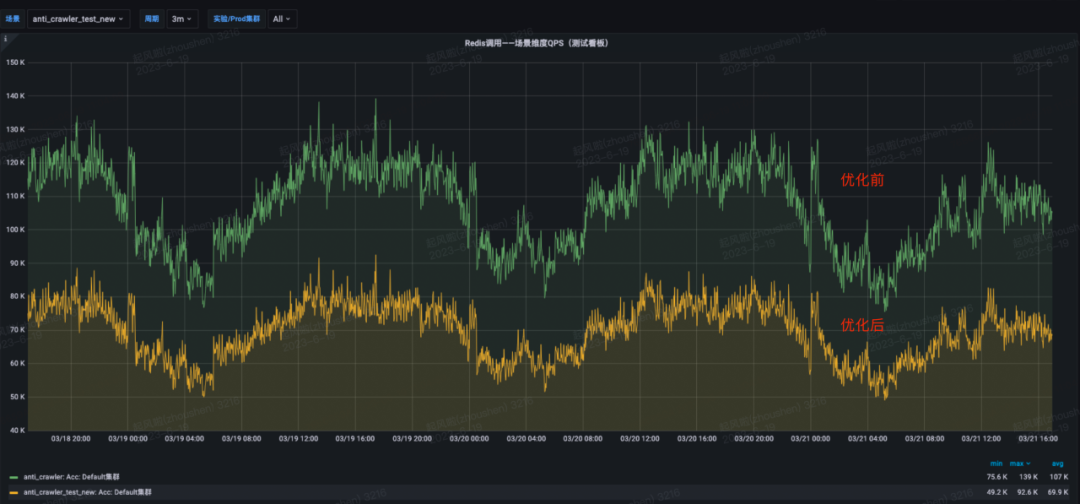 场景 anti_crawler_test_new 周期 3m 实验/Prod集群 All
Redis调用——场景维度QPS（测试看板）
150 K
140 K
130 K
120 K
110 K
100 K
90 K
80 K
70 K
60 K
50 K
40 K
优化前
优化后
03/18 20:00 03/19 00:00 03/19 04:00 03/19 08:00 03/19 12:00 03/19 16:00 03/19 20:00 03/20 00:00 03/20 04:00 03/20 08:00 03/20 12:00 03/20 16:00 03/20 20:00 03/21 00:00 03/21 04:00 03/21 08:00 03/21 12:00 03/21 16:00
min max avg
anti_crawler: Acc: Default集群 75.6 K 139 K 107 K
anti_crawler_test_new: Acc: Default集群 49.2 K 92.6 K 69.9 K